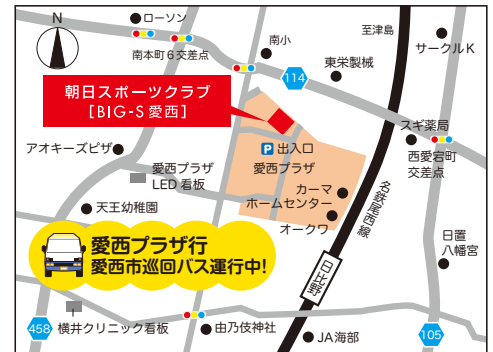 N
ローソン
南本町6交差点
南小
至津島
サークルK
114
東栄製械
朝日スポーツクラブ
[BIG-S 愛西]
スギ薬局
P 出入口
アオキーズピザ
愛西プラザ
西愛宕町
交差点
愛西プラザ
LED 看板
カーマ
ホームセンター
名鉄尾西線
天王幼稚園
オークワ
愛西プラザ行
愛西市巡回バス運行中!
日置
八幡宮
日比野
458
横井クリニック看板
由乃伎神社
JA海部
105